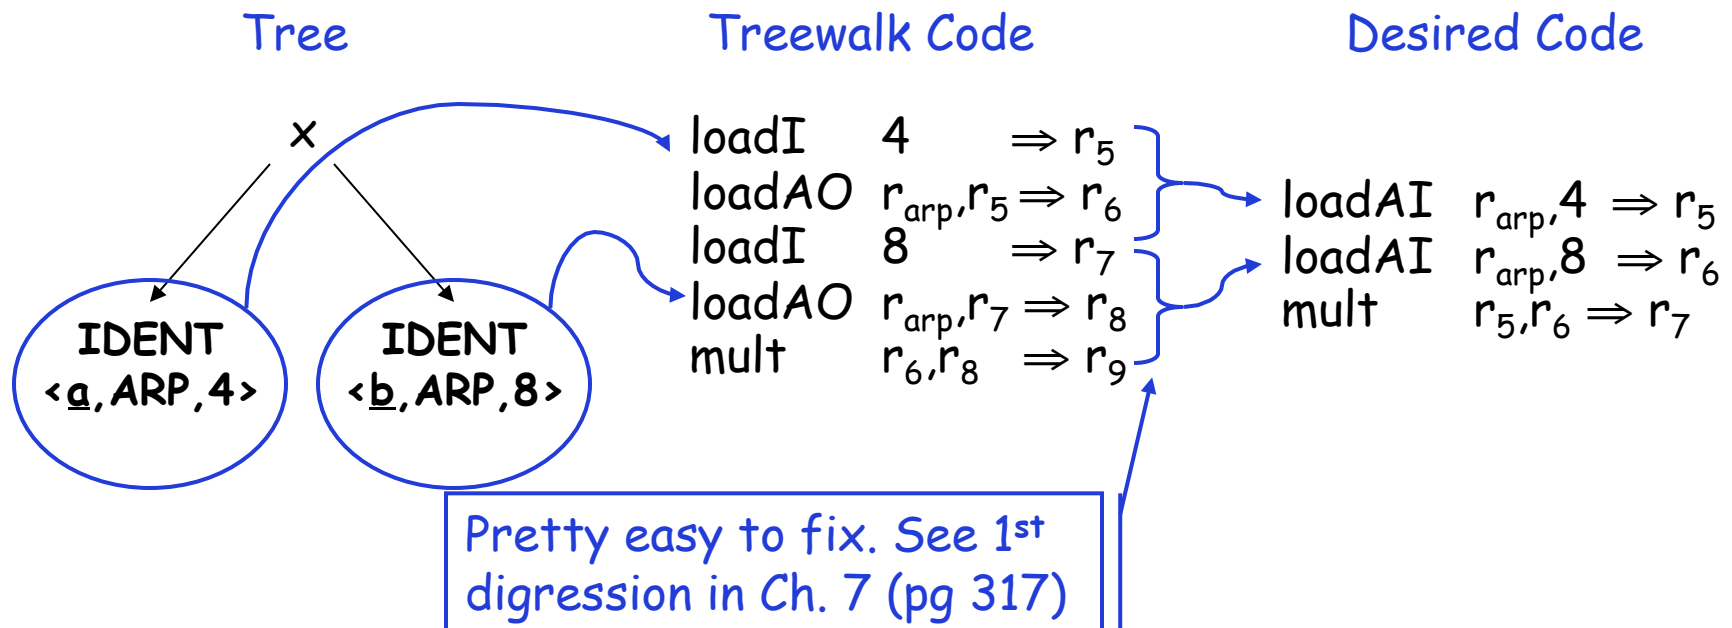 Tree
Treewalk Code
Desired Code
x
IDENT
<a,ARP,4>
IDENT
<b,ARP,8>
loadI 4 ⇒ r5
loadAO rarp,r5 ⇒ r6
loadI 8 ⇒ r7
loadAO rarp,r7 ⇒ r8
mult r6,r8 ⇒ r9
loadAI rarp,4 ⇒ r5
loadAI rarp,8 ⇒ r6
mult r5,r6 ⇒ r7
Pretty easy to fix. See 1st
digression in Ch. 7 (pg 317)